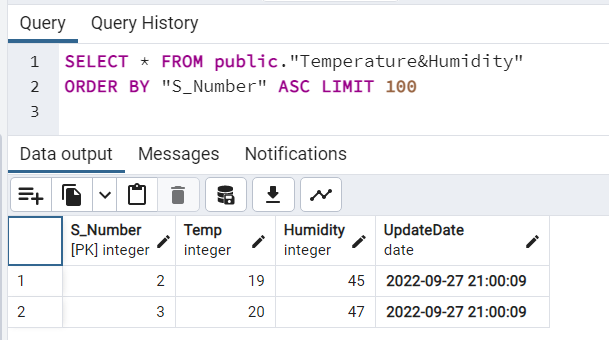 Query Query History
1 SELECT * FROM public."Temperature&Humidity"
2 ORDER BY "S_Number" ASC LIMIT 100
3
Data output Messages Notifications
S_Number Temp Humidity UpdateDate
[PK] integer integer integer date
1 2 19 45 2022-09-27 21:00:09
2 3 20 47 2022-09-27 21:00:09